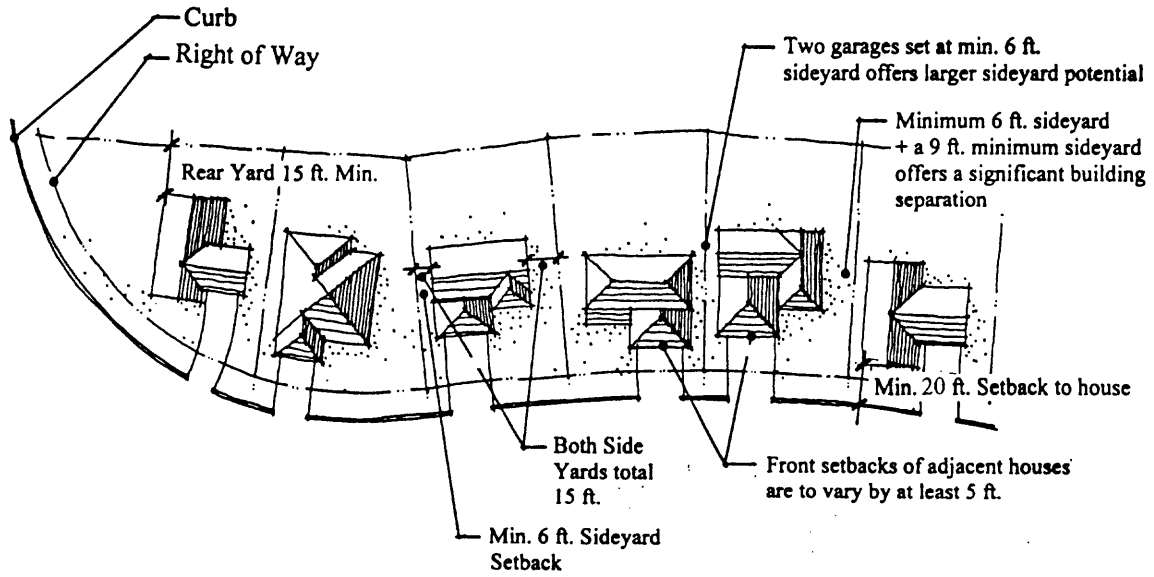 Curb
Right of Way
Two garages set at min. 6 ft.
sideyard offers larger sideyard potential
Minimum 6 ft. sideyard
+ a 9 ft. minimum sideyard
offers a significant building
separation
Rear Yard 15 ft. Min.
Min. 20 ft. Setback to house
Both Side
Yards total
15 ft.
Front setbacks of adjacent houses
are to vary by at least 5 ft.
Min. 6 ft. Sideyard
Setback